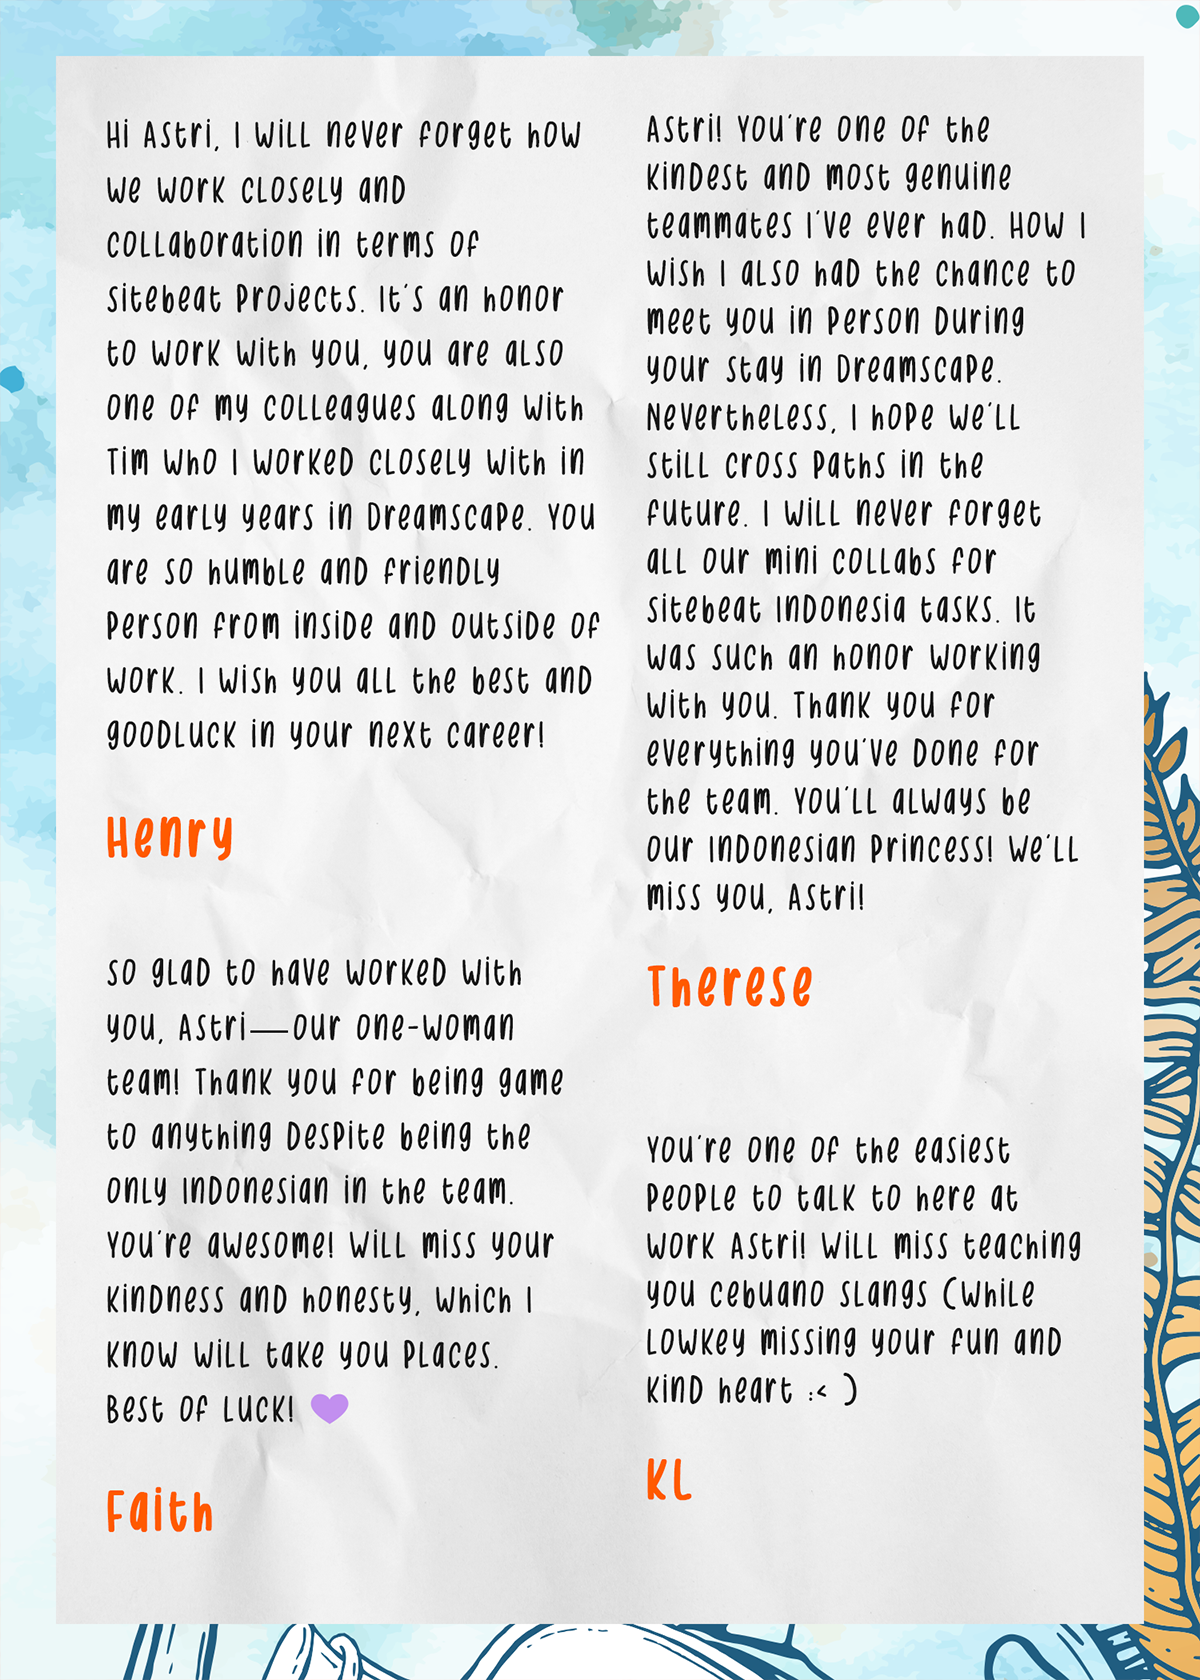 Hi Astri, I will never forget how
we work closely and
collaboration in terms of
sitebeat projects. It's an honor
to work with you, you are also
one of my colleagues along with
Tim who I worked closely with in
my early years in Dreamscape. You
are so humble and friendly
person from inside and outside of
work. I wish you all the best and
goodluck in your next career!
Henry
So glad to have worked with
you, Astri—our one-woman
team! Thank you for being game
to anything despite being the
only Indonesian in the team.
You're awesome! Will miss your
kindness and honesty, which I
know will take you places.
Best of luck! 💜
Faith
Astri! You're one of the
kindest and most genuine
teammates I've ever had. How I
wish I also had the chance to
meet you in person during
your stay in Dreamscape.
Nevertheless, I hope we'll
still cross paths in the
future. I will never forget
all our mini collabs for
sitebeat Indonesia tasks. It
was such an honor working
with you. Thank you for
everything you've done for
the team. You'll always be
our Indonesian Princess! We'll
miss you, Astri!
Therese
You're one of the easiest
people to talk to here at
work Astri! Will miss teaching
you cebuano slangs (while
lowkey missing your fun and
kind heart :< )
KL